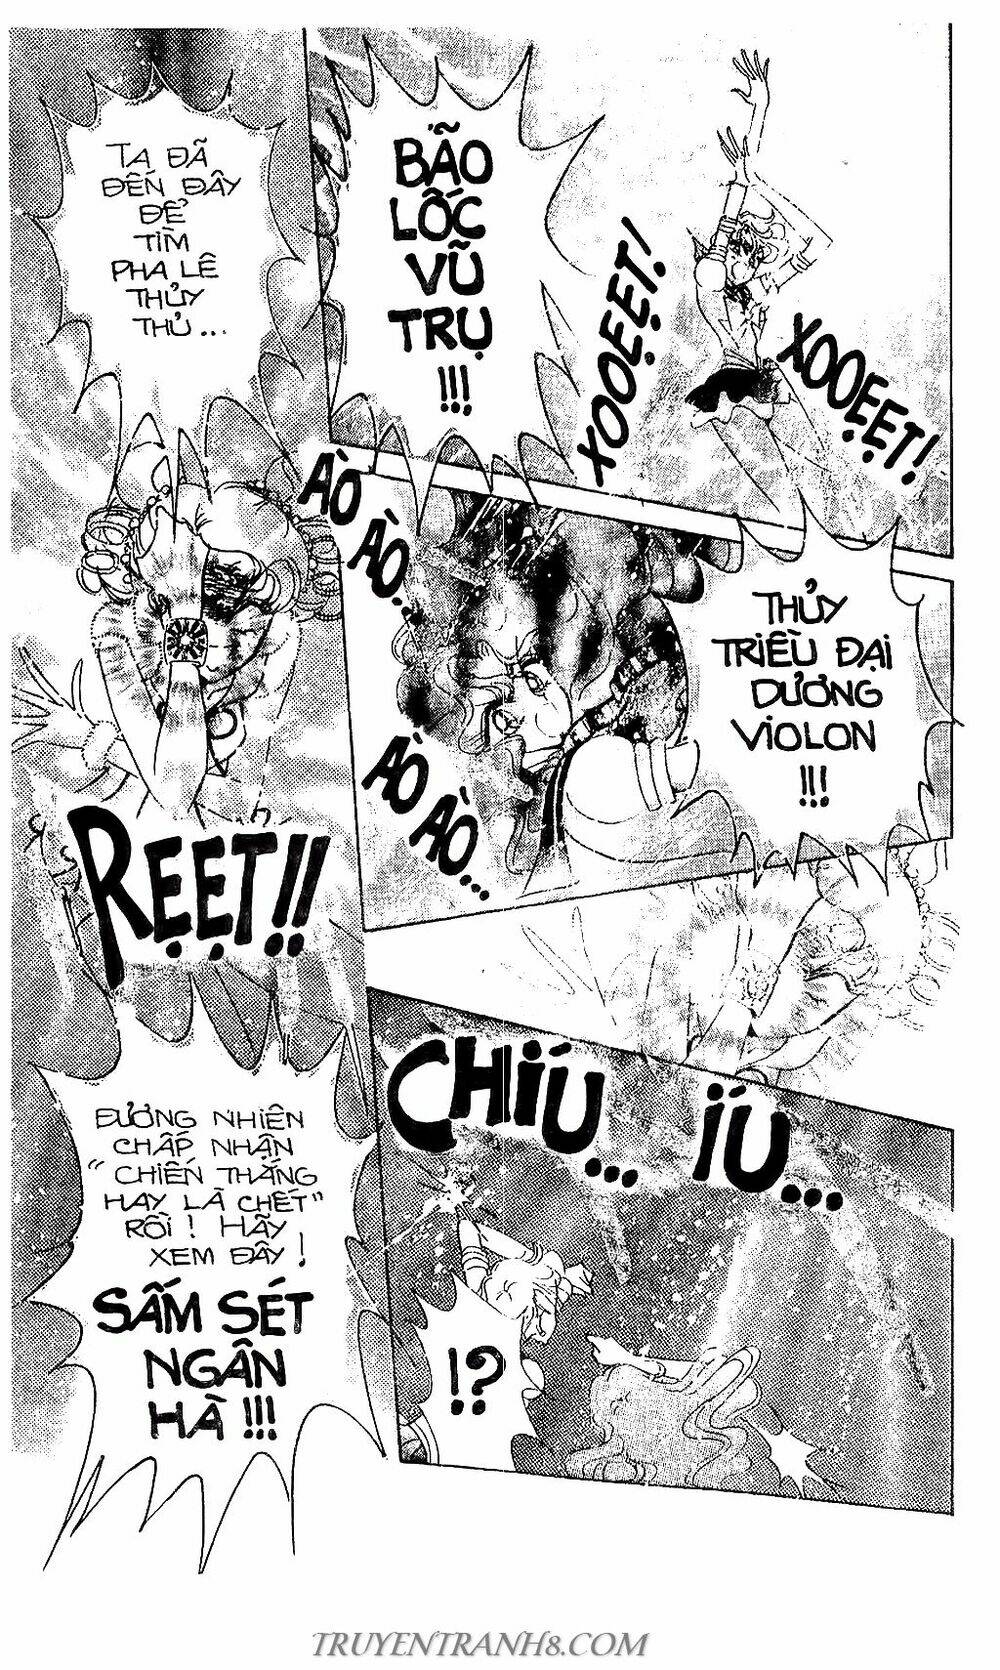 BÃO
LỐC
VŨ
TRỤ
!!!
XOOẸẸT!
XOOẸẸT!
TA ĐÃ
ĐẾN ĐÂY
ĐỂ
TÌM
PHA LÊ
THỦY
THỦ...
ÀO
ÀO...
ÀO ÀO...
THỦY
TRIỀU ĐẠI
DƯƠNG
VIOLON
!!!
RẸẸT!!
CHÍÚ... ÍÚ...
!?
ĐƯƠNG NHIÊN
CHẤP NHẬN
"CHIẾN THẮNG
HAY LÀ CHẾT"
RỒI! HÃY
XEM ĐÂY!
SẤM SÉT
NGÂN
HÀ!!!
TRUYENTRANH8.COM